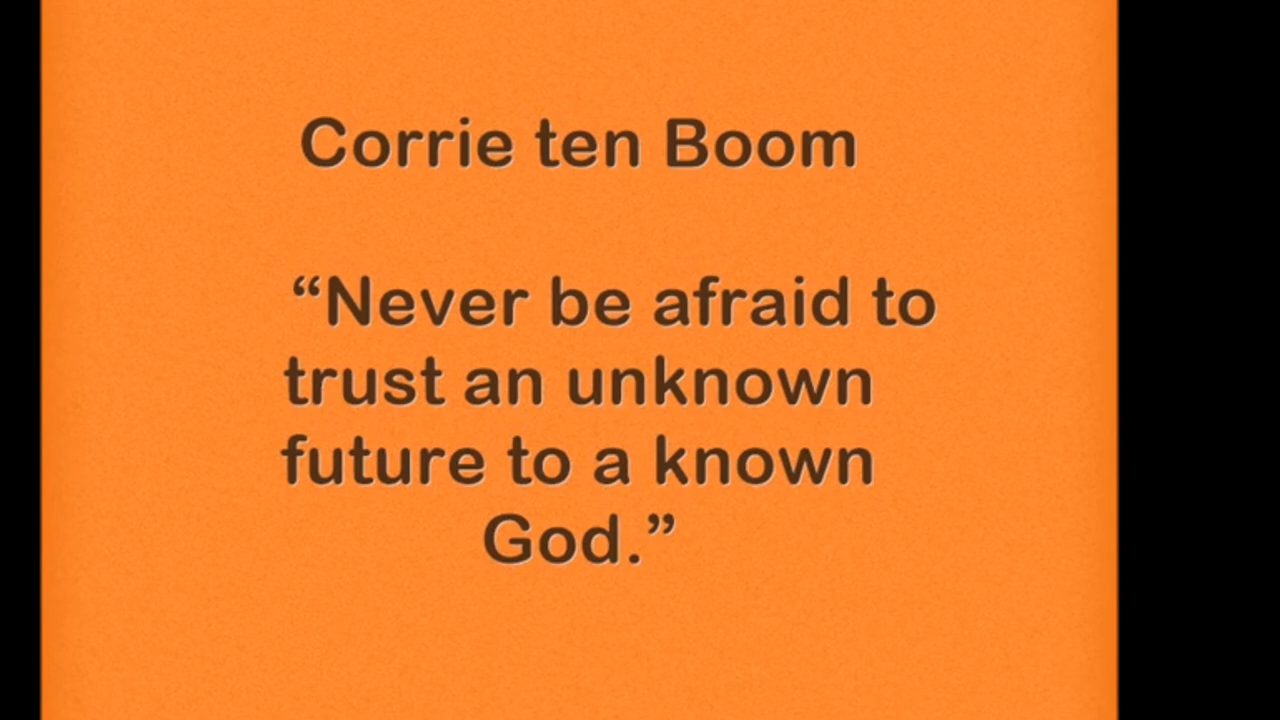 Corrie ten Boom
“Never be afraid to
trust an unknown
future to a known
God.”